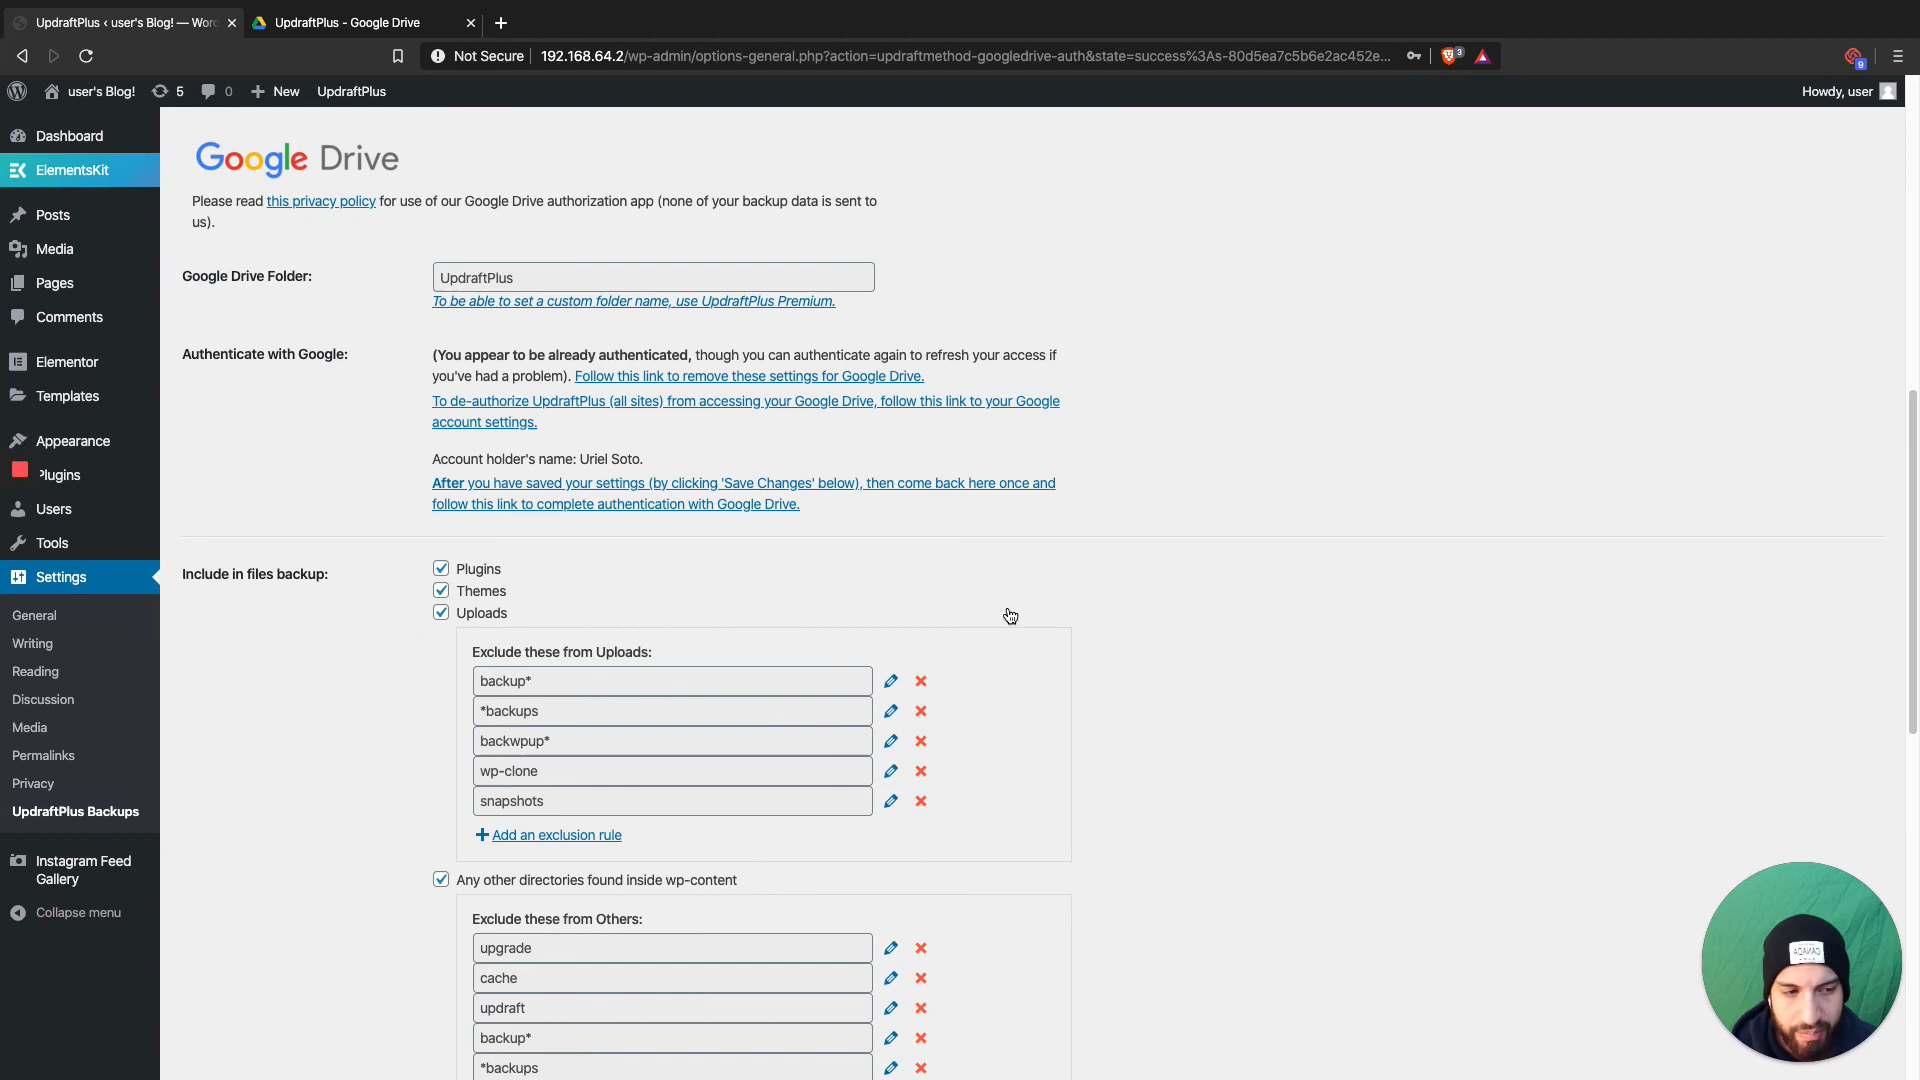 UpdraftPlus ‹ user's Blog! — Word
UpdraftPlus - Google Drive
Not Secure 192.168.64.2/wp-admin/options-general.php?action=updraftmethod-googledrive-auth&state=success%3As-80d5ea7c5b6e2ac452e...
3
9
user's Blog! 5 0 New UpdraftPlus
Howdy, user
Dashboard
ElementsKit
Posts
Media
Pages
Comments
Elementor
Templates
Appearance
Plugins
Users
Tools
Settings
General
Writing
Reading
Discussion
Media
Permalinks
Privacy
UpdraftPlus Backups
Instagram Feed
Gallery
Collapse menu
Google Drive
Please read this privacy policy for use of our Google Drive authorization app (none of your backup data is sent to
us).
Google Drive Folder:
UpdraftPlus
To be able to set a custom folder name, use UpdraftPlus Premium.
Authenticate with Google:
(You appear to be already authenticated, though you can authenticate again to refresh your access if
you've had a problem). Follow this link to remove these settings for Google Drive.
To de-authorize UpdraftPlus (all sites) from accessing your Google Drive, follow this link to your Google
account settings.
Account holder's name: Uriel Soto.
After you have saved your settings (by clicking 'Save Changes' below), then come back here once and
follow this link to complete authentication with Google Drive.
Include in files backup:
Plugins
Themes
Uploads
Exclude these from Uploads:
backup*
*backups
backwpup*
wp-clone
snapshots
Add an exclusion rule
Any other directories found inside wp-content
Exclude these from Others:
upgrade
cache
updraft
backup*
*backups
CANADA